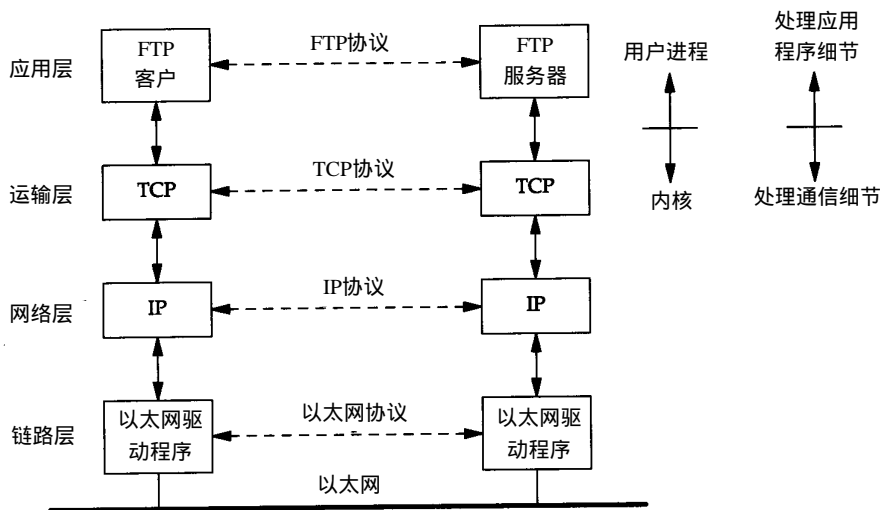 应用层
FTP
客户
FTP协议
FTP
服务器
用户进程
处理应用
程序细节
运输层
TCP
TCP协议
TCP
内核
处理通信细节
网络层
IP
IP协议
IP
链路层
以太网驱
动程序
以太网协议
以太网驱
动程序
以太网